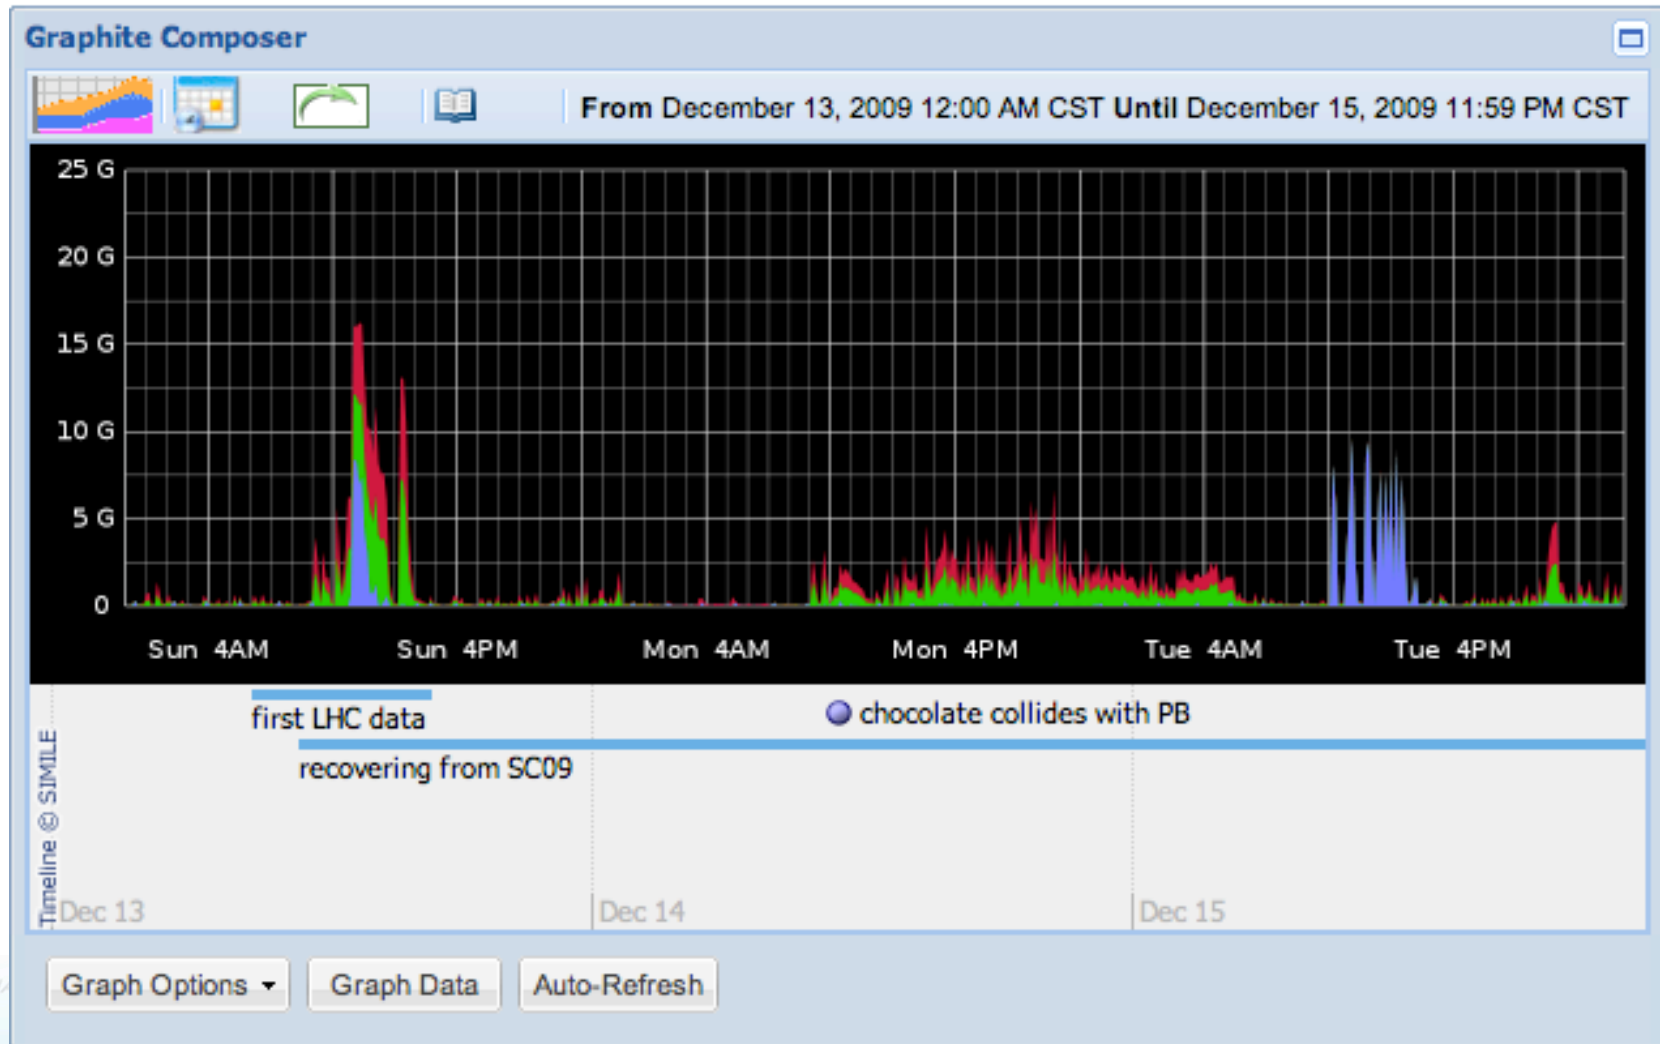 Graphite Composer
From December 13, 2009 12:00 AM CST Until December 15, 2009 11:59 PM CST
25 G
20 G
15 G
10 G
5 G
0
Sun 4AM Sun 4PM Mon 4AM Mon 4PM Tue 4AM Tue 4PM
first LHC data
chocolate collides with PB
recovering from SC09
Timeline © SIMILE
Dec 13 Dec 14 Dec 15
Graph Options Graph Data Auto-Refresh